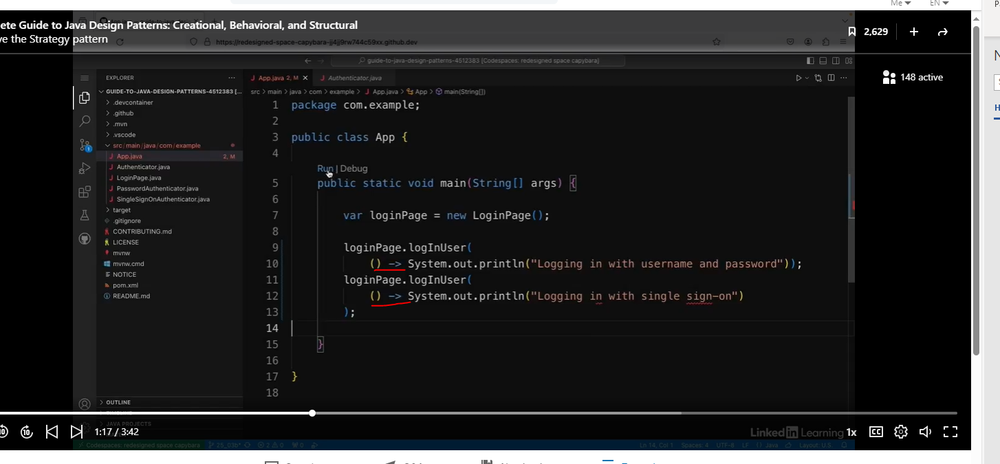 Me EN
ete Guide to Java Design Patterns: Creational, Behavioral, and Structural
ve the Strategy pattern
2,629
https://redesigned-space-capybara-jj4jj9rw744c59xx.github.dev
guide-to-java-design-patterns-4512383 [Codespaces: redesigned space capybara]
148 active
EXPLORER
App.java 2, M
Authenticator.java
GUIDE-TO-JAVA-DESIGN-PATTERNS-4512383 [...
src > main > java > com > example > App.java > App > main(String[])
.devcontainer
.github
.mvn
.vscode
src/main/java/com/example
App.java 2, M
Authenticator.java
LoginPage.java
PasswordAuthenticator.java
SingleSignOnAuthenticator.java
target
.gitignore
CONTRIBUTING.md
LICENSE
mvnw
mvnw.cmd
NOTICE
pom.xml
README.md
OUTLINE
TIMELINE
JAVA PROJECTS
1 package com.example;
2
3 public class App {
4
Run | Debug
5 public static void main(String[] args) {
6
7 var loginPage = new LoginPage();
8
9 loginPage.logInUser(
10 () -> System.out.println("Logging in with username and password"));
11 loginPage.logInUser(
12 () -> System.out.println("Logging in with single sign-on")
13 );
14
15 }
16
17 }
18
1:17 / 3:42
LinkedIn Learning
1x
CC
Codespaces: redesigned space capybara
Ln 14, Col 1 Spaces: 4 UTF-8 LF {} Java Layout: U.S.